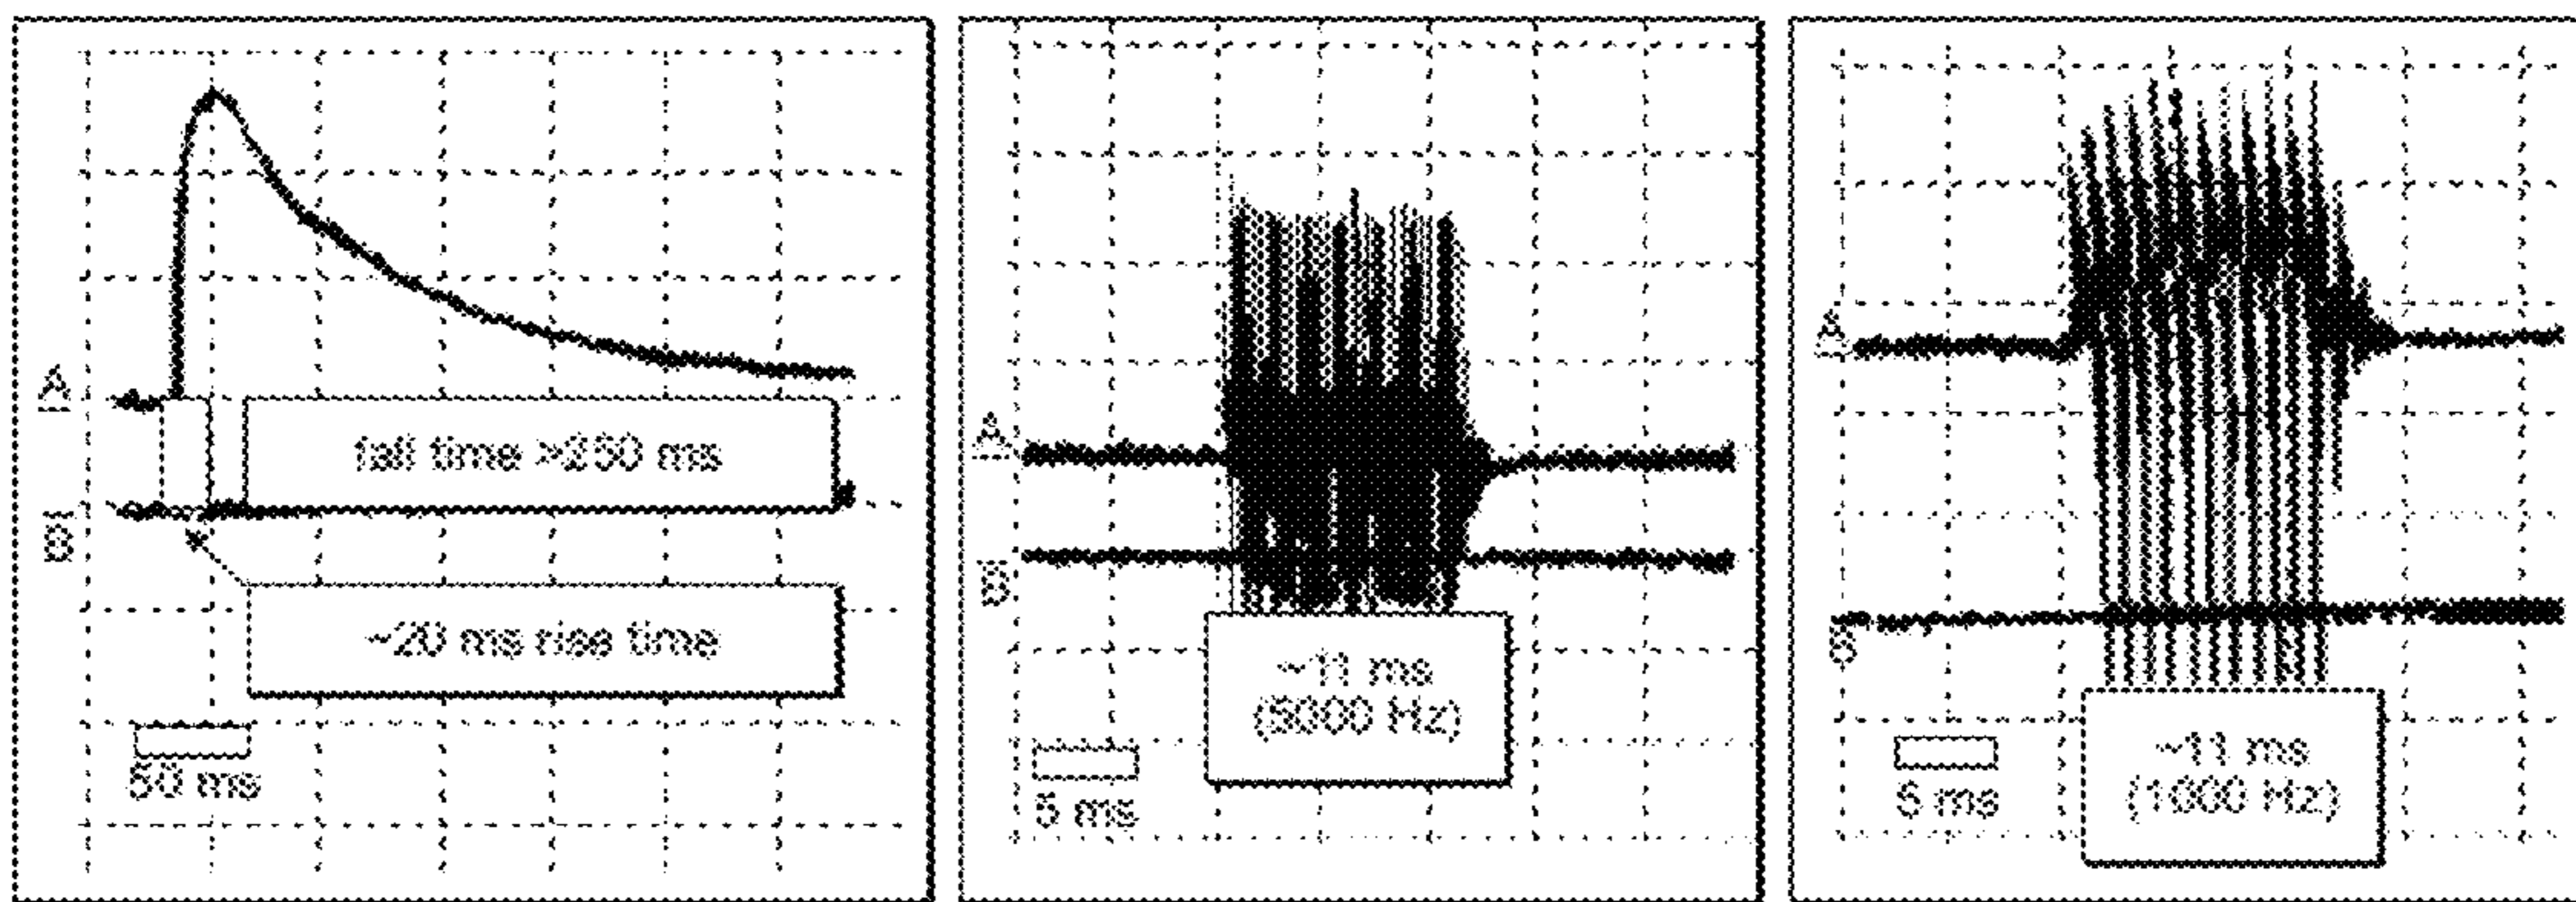 A
fall time >250 ms
B
~20 ms rise time
50 ms
A
B
~11 ms
(5000 Hz)
5 ms
A
B
~11 ms
(1000 Hz)
5 ms